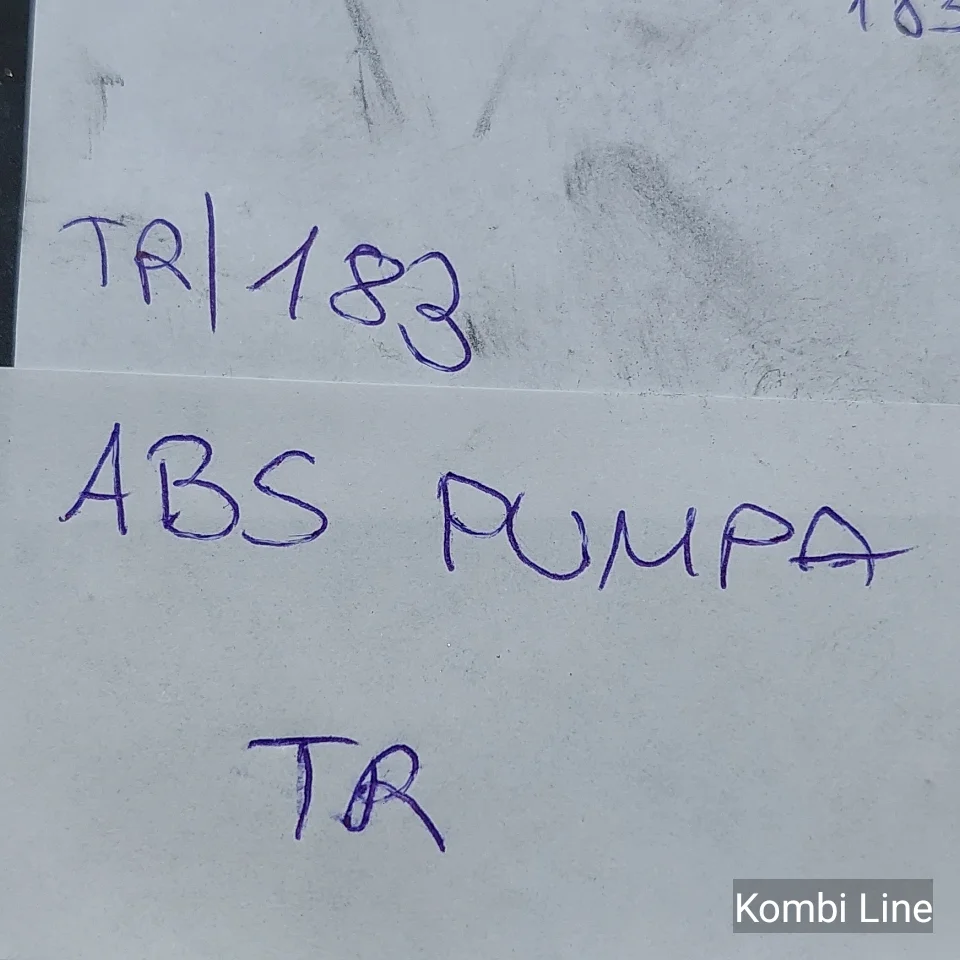 TR/183
ABS PUMPA
TR
Kombi Line